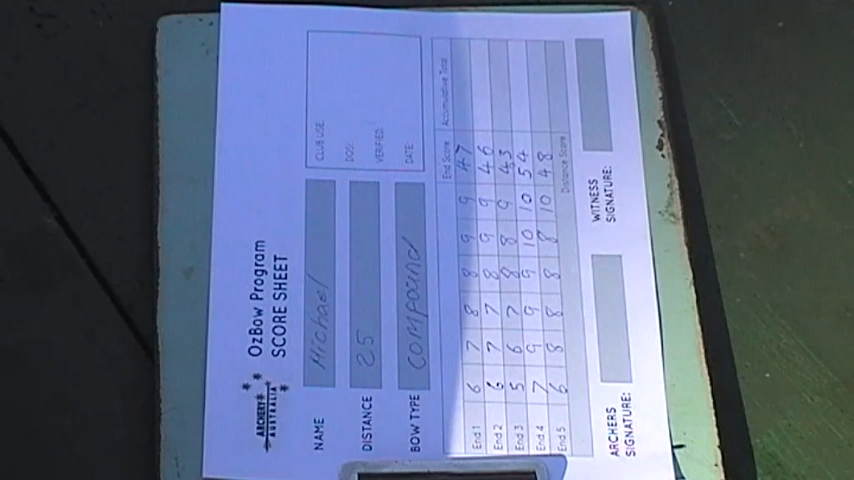 ARCHERY
AUSTRALIA
OzBow Program
SCORE SHEET
NAME Michael
DISTANCE 25
BOW TYPE COMPOUND
CLUB USE:
DOS:
VERIFIED:
DATE:
End Score Accumulative Total
End 1 6 7 8 8 9 9 47
End 2 6 7 7 8 9 9 46
End 3 5 6 7 8 8 9 43
End 4 7 9 9 9 10 10 54
End 5 6 8 8 8 8 10 48
Distance Score
ARCHERS SIGNATURE:
WITNESS SIGNATURE: